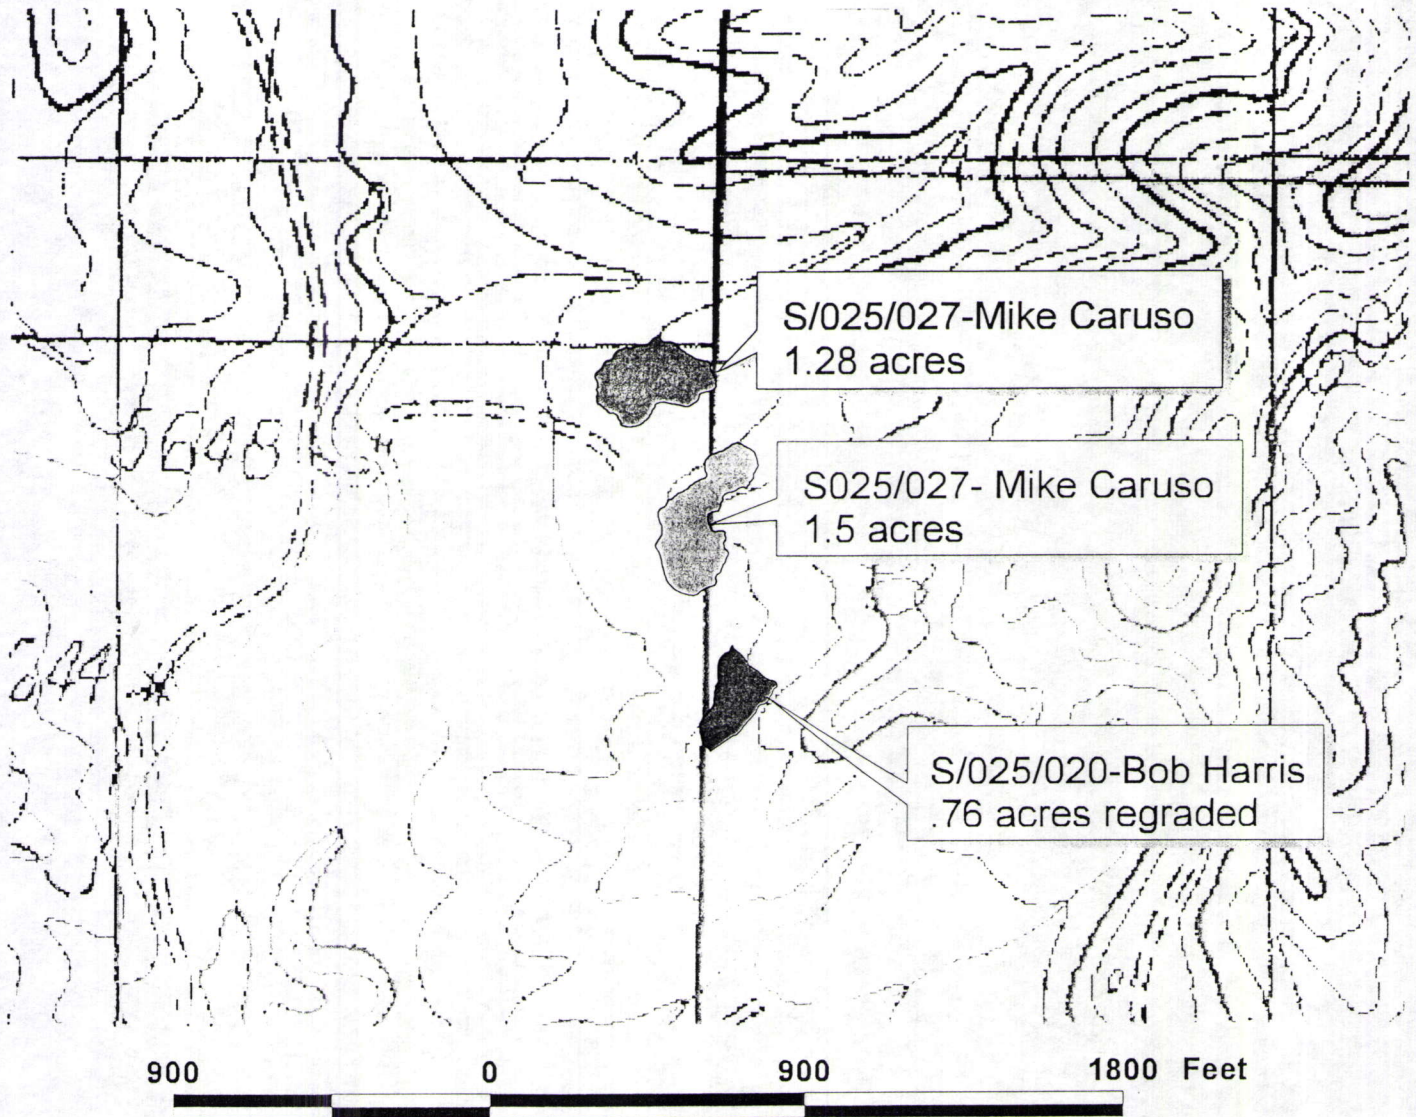 S/025/027-Mike Caruso
1.28 acres
5648
S025/027- Mike Caruso
1.5 acres
S/025/020-Bob Harris
.76 acres regraded
900 0 900 1800 Feet